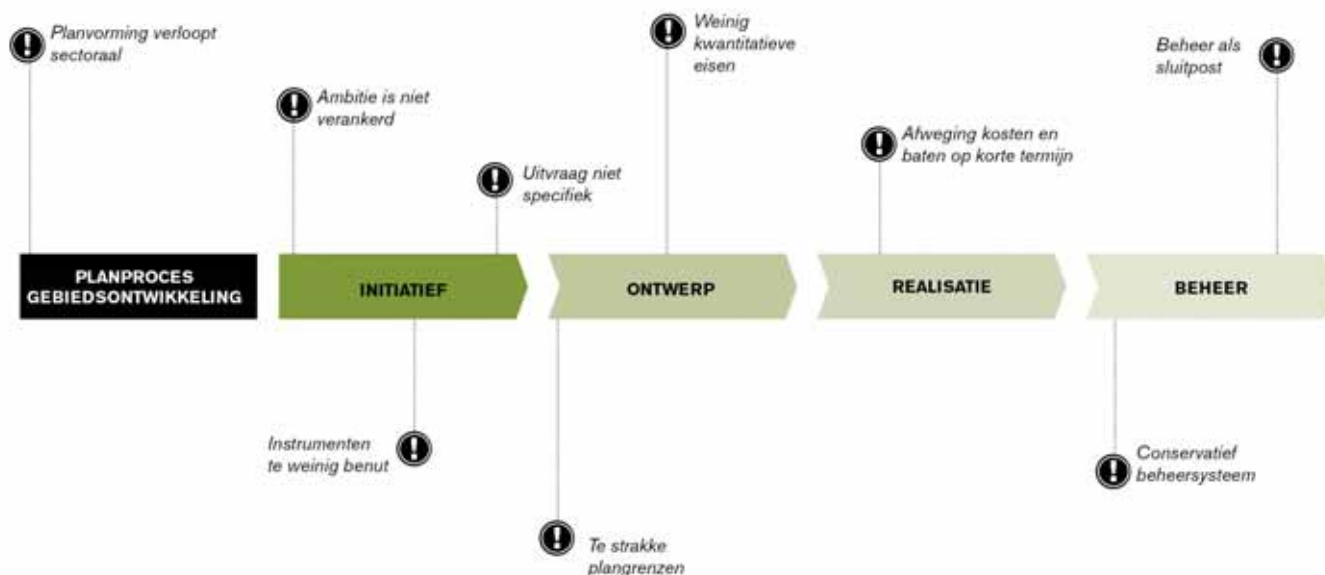 Planvorming verloopt
sectoraal
Ambitie is niet
verankerd
Uitvraag niet
specifiek
Weinig
kwantitatieve
eisen
Afweging kosten en
baten op korte termijn
Beheer als
sluitpost
PLANPROCES
GEBIEDSONTWIKKELING
INITIATIEF
ONTWERP
REALISATIE
BEHEER
Instrumenten
te weinig benut
Te strakke
plangrenzen
Conservatief
beheersysteem